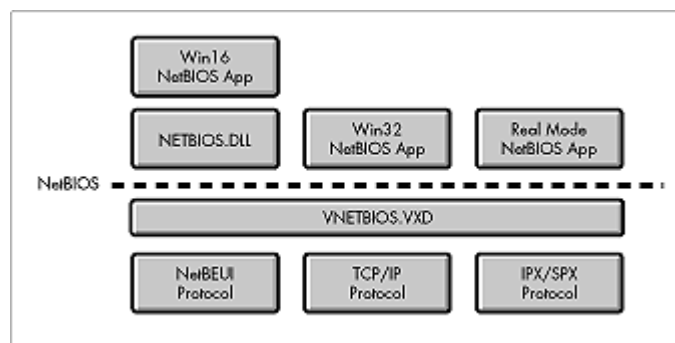 Win16
NetBIOS App
NETBIOS.DLL
Win32
NetBIOS App
Real Mode
NetBIOS App
NetBIOS
VNETBIOS.VXD
NetBEUI
Protocol
TCP/IP
Protocol
IPX/SPX
Protocol